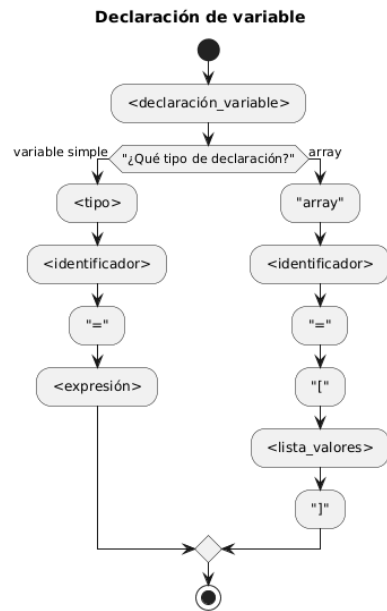 Declaración de variable
<declaración_variable>
"¿Qué tipo de declaración?"
variable simple
array
<tipo>
"array"
<identificador>
<identificador>
"="
"="
<expresión>
"["
<lista_valores>
"]"